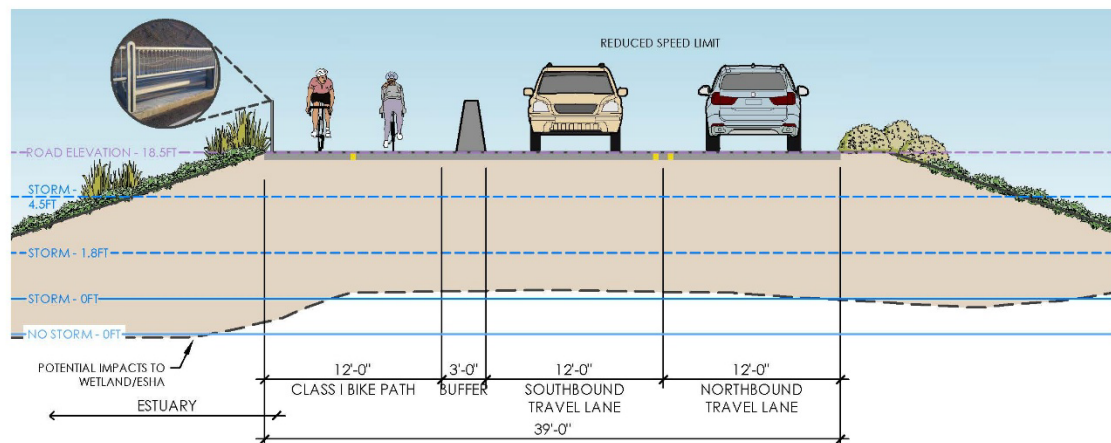 REDUCED SPEED LIMIT
ROAD ELEVATION - 18.5FT
STORM -
4.5FT
STORM - 1.8FT
STORM - 0FT
NO STORM - 0FT
POTENTIAL IMPACTS TO
WETLAND/ESHA
ESTUARY
12'-0"
CLASS I BIKE PATH
3'-0"
BUFFER
12'-0"
SOUTHBOUND
TRAVEL LANE
12'-0"
NORTHBOUND
TRAVEL LANE
39'-0"